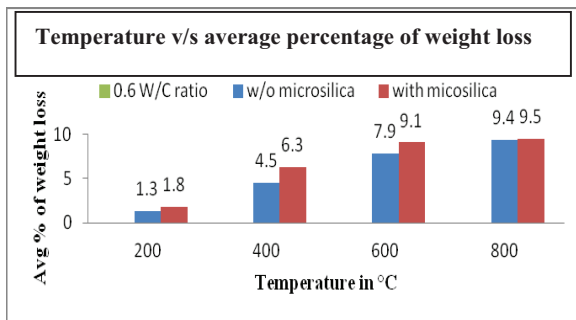 Temperature v/s average percentage of weight loss
0.6 W/C ratio w/o microsilica with micosilica
Avg % of weight loss
10
5
0
1.3 1.8
4.5 6.3
7.9 9.1
9.4 9.5
200 400 600 800
Temperature in °C